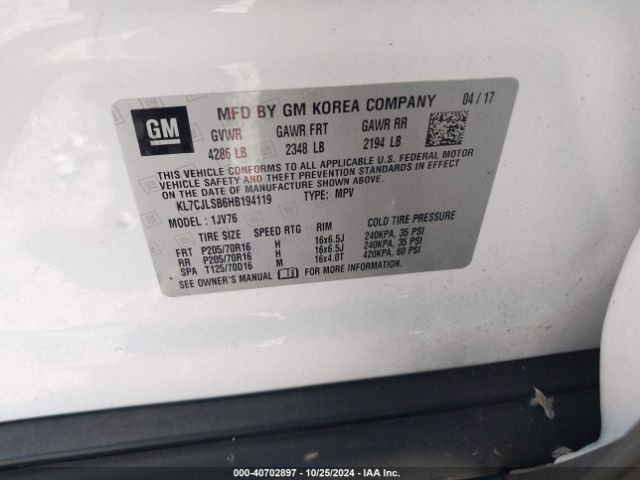 GM
MFD BY GM KOREA COMPANY 04 / 17
GVWR GAWR FRT GAWR RR
4286 LB 2348 LB 2194 LB
THIS VEHICLE CONFORMS TO ALL APPLICABLE U.S. FEDERAL MOTOR
VEHICLE SAFETY, BUMPER, AND THEFT PREVENTION STANDARDS IN
EFFECT ON THE DATE OF MANUFACTURE SHOWN ABOVE.
KL7CJLSB6HB194119 TYPE: MPV
MODEL : 1JV76
TIRE SIZE SPEED RTG RIM COLD TIRE PRESSURE
FRT P205/70R16 H 16x6.5J 240KPA, 35 PSI
RR P205/70R16 H 16x6.5J 240KPA, 35 PSI
SPA T125/70D16 M 16x4.0T 420KPA, 60 PSI
SEE OWNER'S MANUAL FOR MORE INFORMATION.
000-40702897 - 10/25/2024 - IAA Inc.